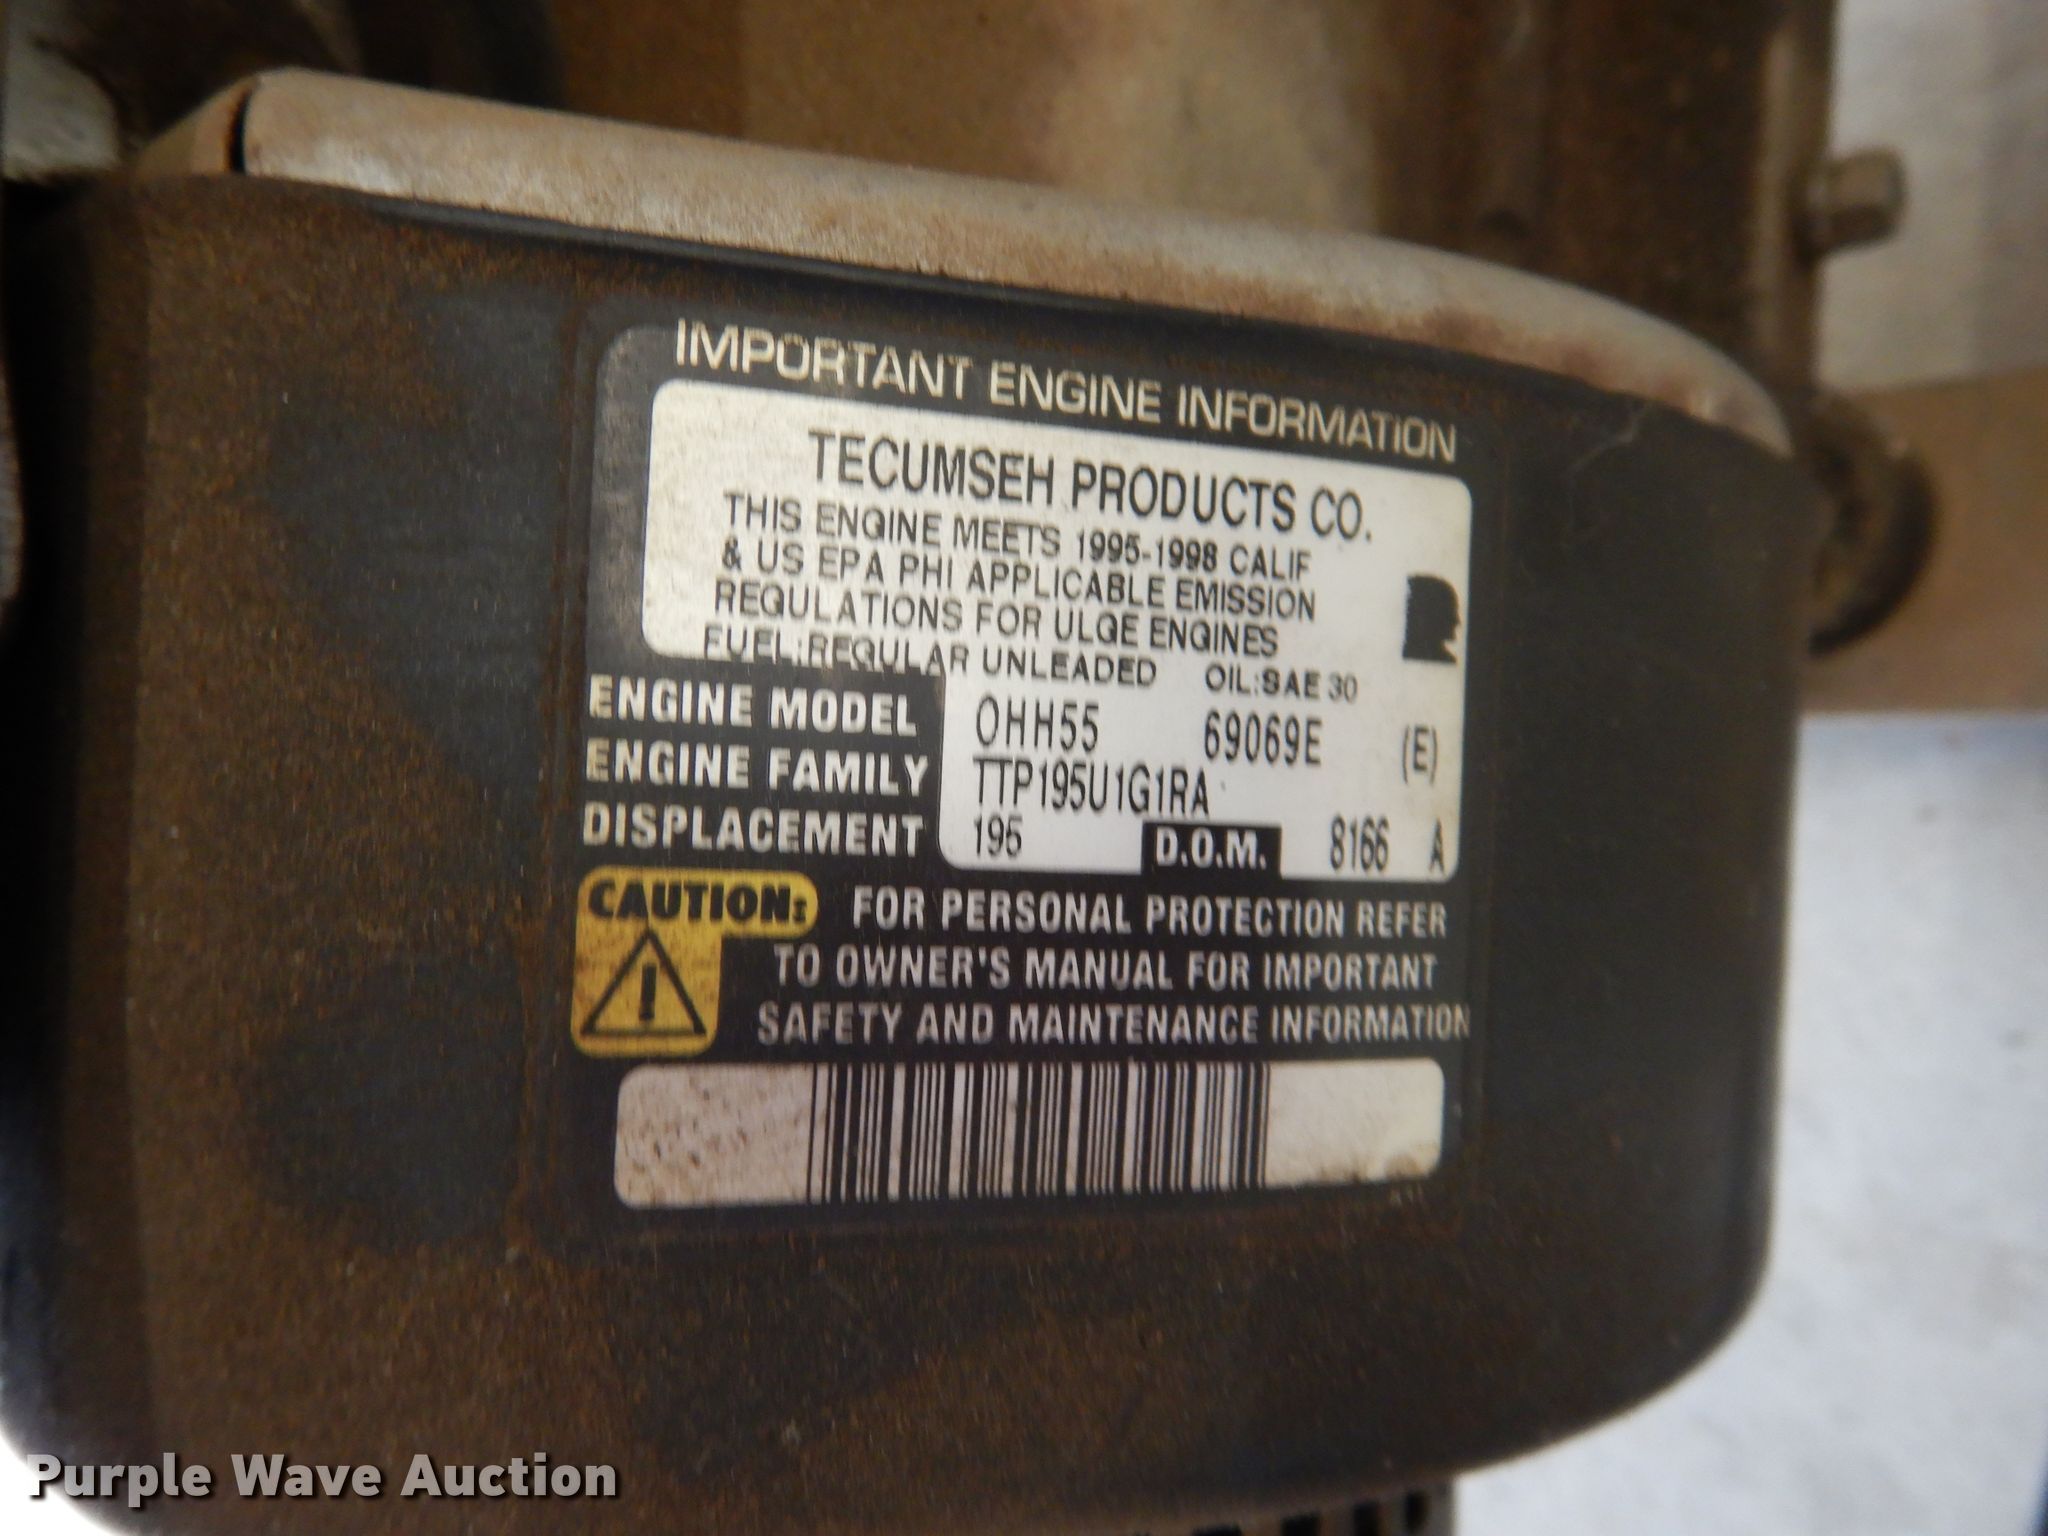 IMPORTANT ENGINE INFORMATION
TECUMSEH PRODUCTS CO.
THIS ENGINE MEETS 1995-1998 CALIF
& US EPA PHI APPLICABLE EMISSION
REGULATIONS FOR ULGE ENGINES
FUEL:REGULAR UNLEADED OIL:SAE 30
ENGINE MODEL OHH55 69069E (E)
ENGINE FAMILY TTP195U1G1RA
DISPLACEMENT 195 D.O.M. 8166 A
CAUTION: FOR PERSONAL PROTECTION REFER
TO OWNER'S MANUAL FOR IMPORTANT
SAFETY AND MAINTENANCE INFORMATION
Purple Wave Auction